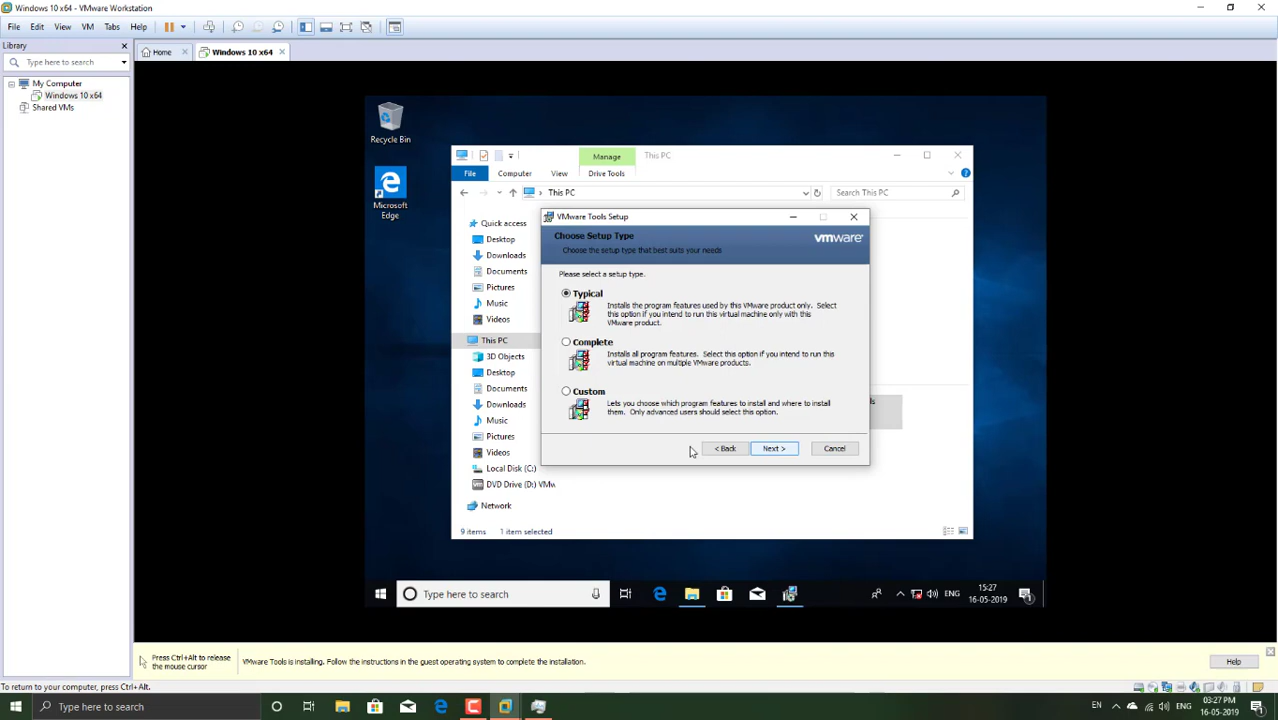 Windows 10 x64 - VMware Workstation
File Edit View VM Tabs Help
Library
Type here to search
My Computer
Windows 10 x64
Shared VMs
Home
Windows 10 x64
Recycle Bin
Microsoft
Edge
Manage
This PC
File
Computer
View
Drive Tools
This PC
Search This PC
Quick access
Desktop
Downloads
Documents
Pictures
Music
Videos
This PC
3D Objects
Desktop
Documents
Downloads
Music
Pictures
Videos
Local Disk (C:)
DVD Drive (D:) VMw
Network
9 items
1 item selected
VMware Tools Setup
Choose Setup Type
Choose the setup type that best suits your needs
vmware
Please select a setup type.
Typical
Installs the program features used by this VMware product only. Select
this option if you intend to run this virtual machine only with this
VMware product.
Complete
Installs all program features. Select this option if you intend to run this
virtual machine on multiple VMware products.
Custom
Lets you choose which program features to install and where to install
them. Only advanced users should select this option.
< Back
Next >
Cancel
ls
Type here to search
ENG
15:27
16-05-2019
1
Press Ctrl+Alt to release
the mouse cursor
VMware Tools is installing. Follow the instructions in the guest operating system to complete the installation.
Help
To return to your computer, press Ctrl+Alt.
Type here to search
EN
ENG
03:27 PM
16-05-2019
1